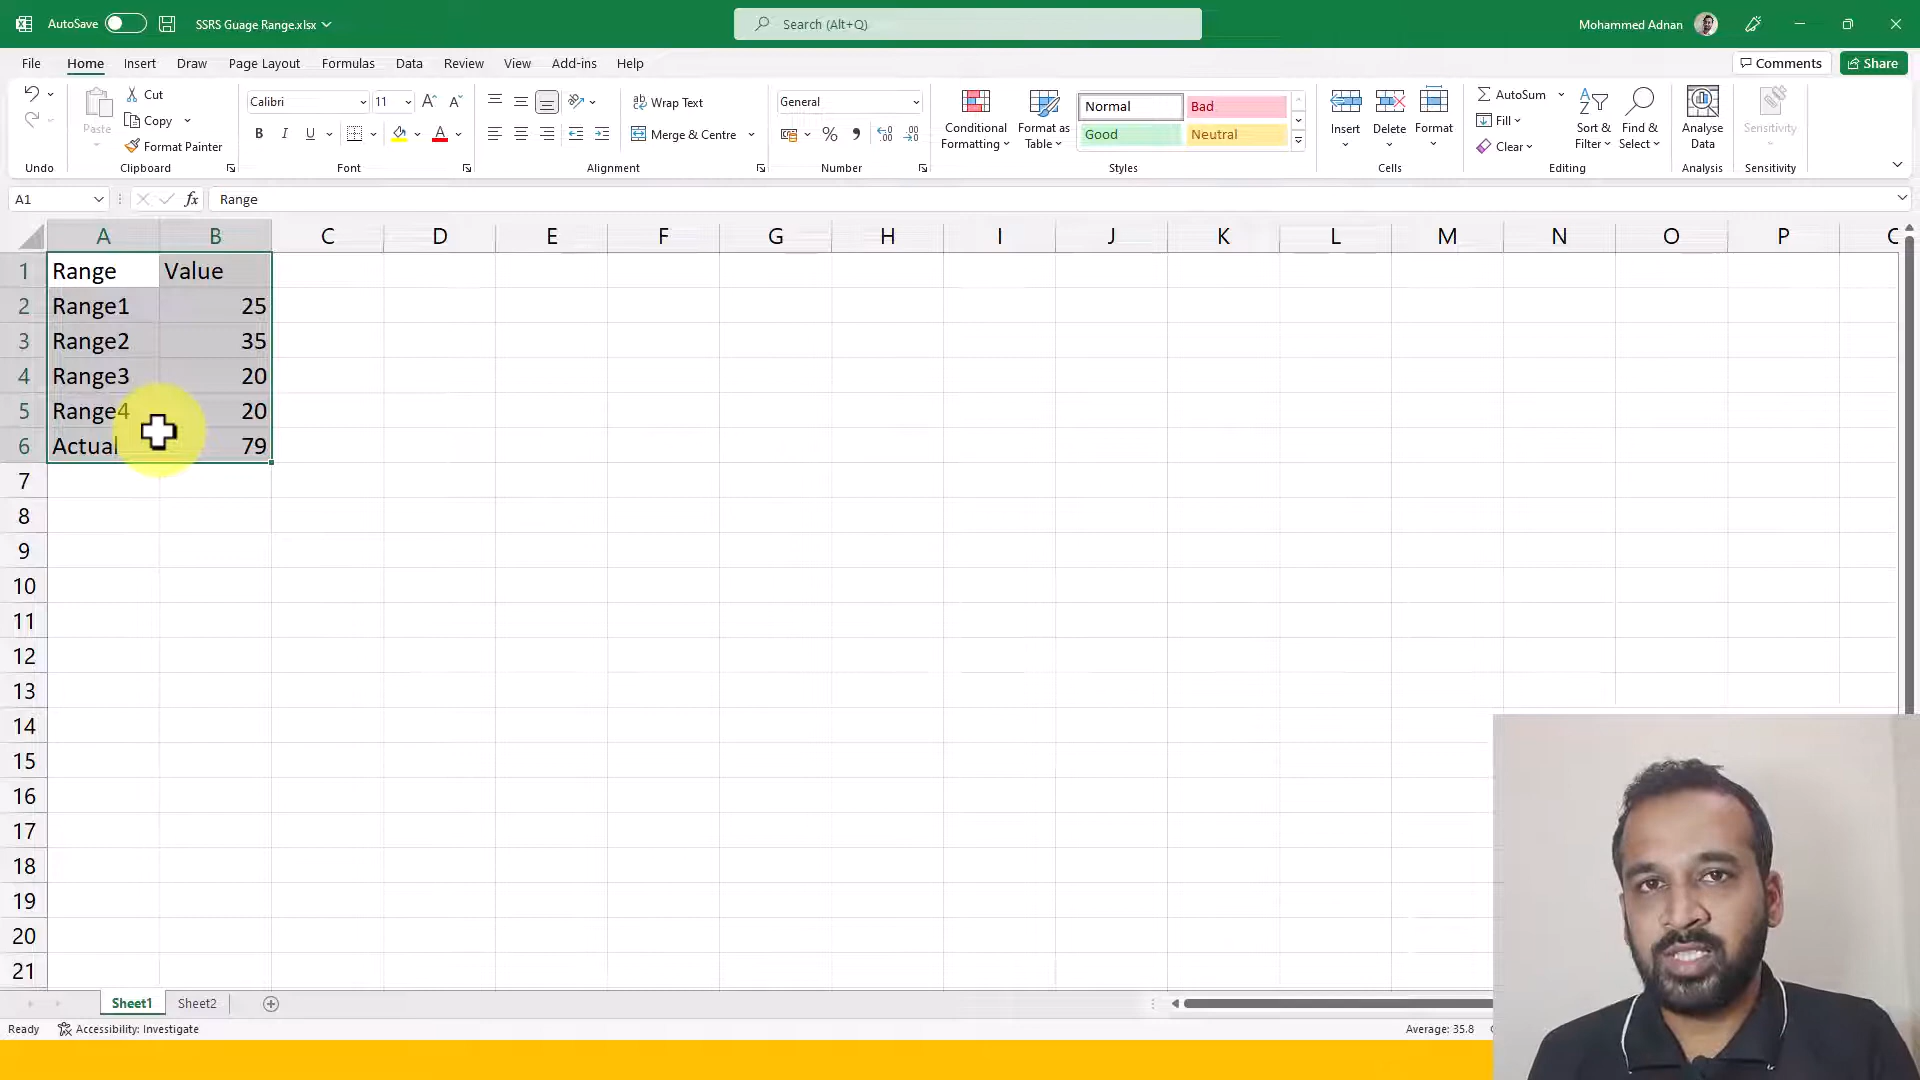 AutoSave SSRS Guage Range.xlsx Search (Alt+Q) Mohammed Adnan
File Home Insert Draw Page Layout Formulas Data Review View Add-ins Help Comments Share
Paste Cut Copy Format Painter
Calibri 11 B I U A
Wrap Text Merge & Centre
General
Conditional Formatting Format as Table
Normal Bad Good Neutral
Insert Delete Format
AutoSum Fill Clear
Sort & Filter Find & Select
Analyse Data Sensitivity
Undo Clipboard Font Alignment Number Styles Cells Editing Analysis Sensitivity
A1 fx Range
A B C D E F G H I J K L M N O P
1 Range Value
2 Range1 25
3 Range2 35
4 Range3 20
5 Range4 20
6 Actual 79
7
8
9
10
11
12
13
14
15
16
17
18
19
20
21
Sheet1 Sheet2
Ready Accessibility: Investigate Average: 35.8